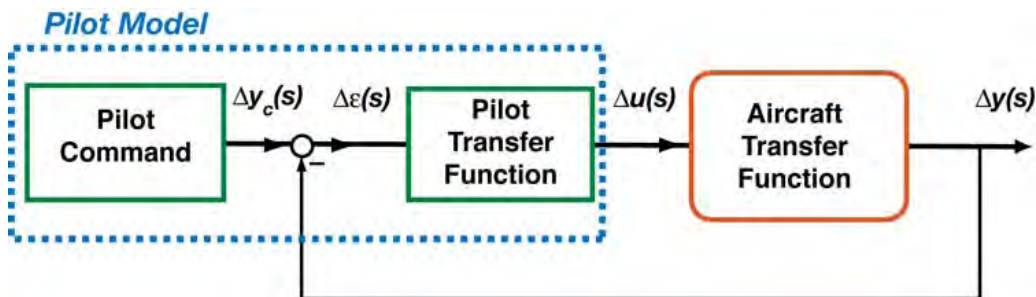 Pilot Model
Pilot
Command
Δy_c(s)
Δε(s)
Pilot
Transfer
Function
Δu(s)
Aircraft
Transfer
Function
Δy(s)
−